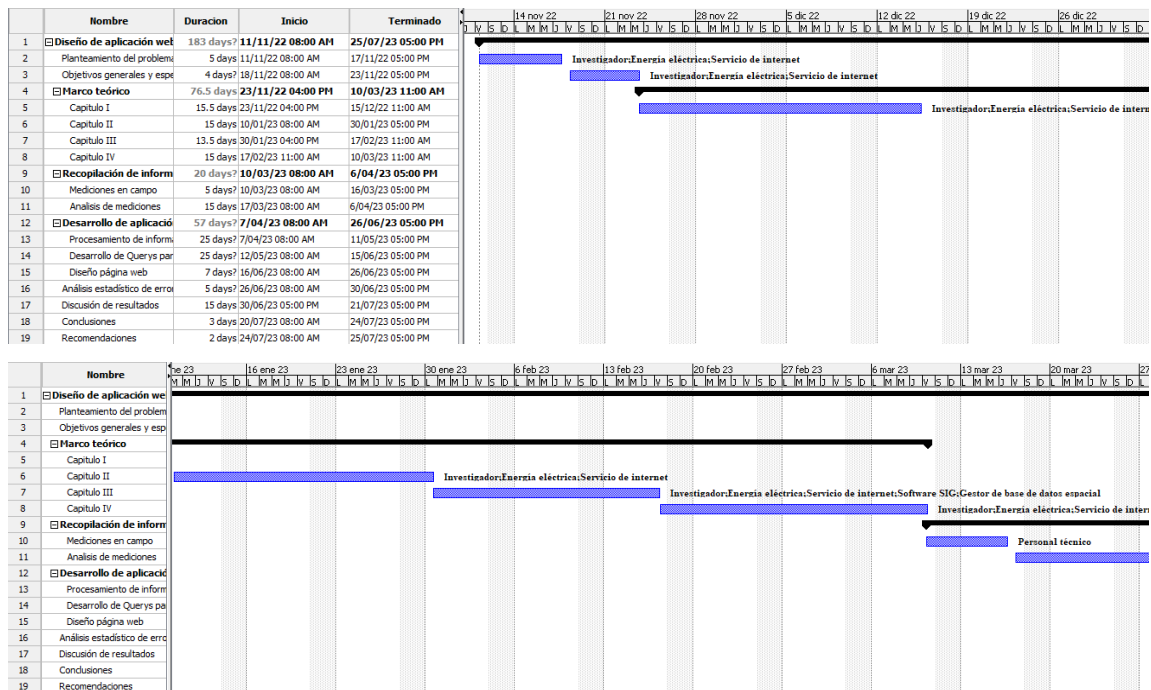 Nombre Duracion Inicio Terminado 14 nov 22 21 nov 22 28 nov 22 5 dic 22 12 dic 22 19 dic 22 26 dic 22
J V S D L M M J V S D L M M J V S D L M M J V S D L M M J V S D L M M J V S D L M M J V S D L M M J V
1 Diseño de aplicación web 183 days? 11/11/22 08:00 AM 25/07/23 05:00 PM
2 Planteamiento del problema 5 days 11/11/22 08:00 AM 17/11/22 05:00 PM Investigador;Energía eléctrica;Servicio de internet
3 Objetivos generales y espe 4 days? 18/11/22 08:00 AM 23/11/22 05:00 PM Investigador;Energía eléctrica;Servicio de internet
4 Marco teórico 76.5 days 23/11/22 04:00 PM 10/03/23 11:00 AM
5 Capitulo I 15.5 days 23/11/22 04:00 PM 15/12/22 11:00 AM Investigador;Energía eléctrica;Servicio de intern
6 Capitulo II 15 days 10/01/23 08:00 AM 30/01/23 05:00 PM
7 Capitulo III 13.5 days 30/01/23 04:00 PM 17/02/23 11:00 AM
8 Capitulo IV 15 days 17/02/23 11:00 AM 10/03/23 11:00 AM
9 Recopilación de inform 20 days? 10/03/23 08:00 AM 6/04/23 05:00 PM
10 Mediciones en campo 5 days? 10/03/23 08:00 AM 16/03/23 05:00 PM
11 Analisis de mediciones 15 days 17/03/23 08:00 AM 6/04/23 05:00 PM
12 Desarrollo de aplicació 57 days? 7/04/23 08:00 AM 26/06/23 05:00 PM
13 Procesamiento de informa 25 days? 7/04/23 08:00 AM 11/05/23 05:00 PM
14 Desarrollo de Querys par 25 days? 12/05/23 08:00 AM 15/06/23 05:00 PM
15 Diseño página web 7 days? 16/06/23 08:00 AM 26/06/23 05:00 PM
16 Análisis estadístico de error 5 days? 26/06/23 08:00 AM 30/06/23 05:00 PM
17 Discusión de resultados 15 days 30/06/23 05:00 PM 21/07/23 05:00 PM
18 Conclusiones 3 days 20/07/23 08:00 AM 24/07/23 05:00 PM
19 Recomendaciones 2 days 24/07/23 08:00 AM 25/07/23 05:00 PM
Nombre ne 23 16 ene 23 23 ene 23 30 ene 23 6 feb 23 13 feb 23 20 feb 23 27 feb 23 6 mar 23 13 mar 23 20 mar 23 27
M M J V S D L M M J V S D L M M J V S D L M M J V S D L M M J V S D L M M J V S D L M M J V S D L M M J V S D L M M J V S D L M M J V S D L M M J V S D L M M J V S D L
1 Diseño de aplicación we
2 Planteamiento del problem
3 Objetivos generales y esp
4 Marco teórico
5 Capitulo I
6 Capitulo II Investigador;Energía eléctrica;Servicio de internet
7 Capitulo III Investigador;Energía eléctrica;Servicio de internet;Software SIG;Gestor de base de datos espacial
8 Capitulo IV Investigador;Energía eléctrica;Servicio de intern
9 Recopilación de inform
10 Mediciones en campo Personal técnico
11 Analisis de mediciones
12 Desarrollo de aplicació
13 Procesamiento de inform
14 Desarrollo de Querys pa
15 Diseño página web
16 Análisis estadístico de erro
17 Discusión de resultados
18 Conclusiones
19 Recomendaciones